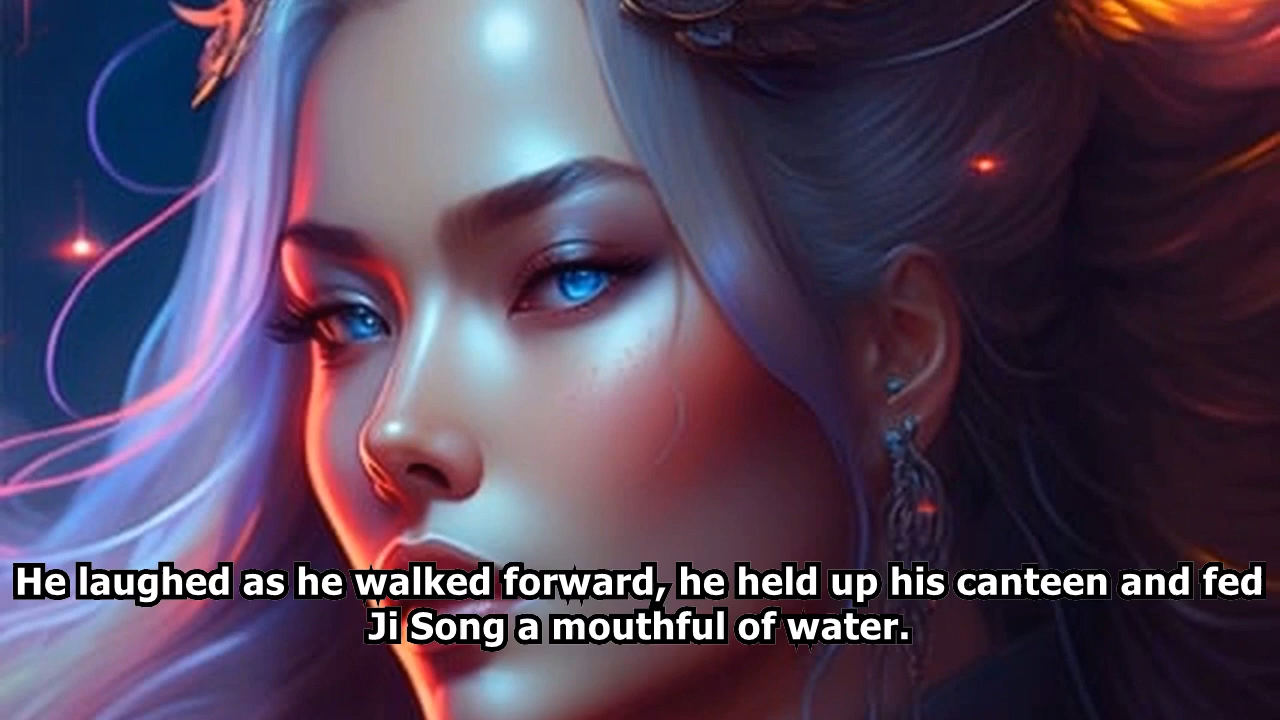 He laughed as he walked forward, he held up his canteen and fed
Ji Song a mouthful of water.